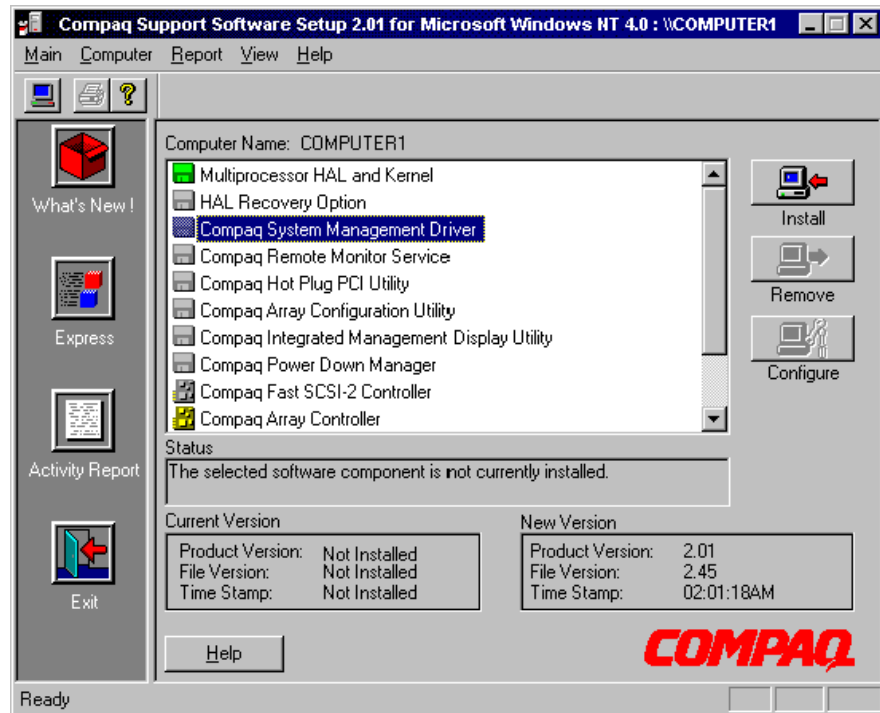 Compaq Support Software Setup 2.01 for Microsoft Windows NT 4.0 : \\COMPUTER1
Main Computer Report View Help
What's New !
Express
Activity Report
Exit
Computer Name: COMPUTER1
Multiprocessor HAL and Kernel
HAL Recovery Option
Compaq System Management Driver
Compaq Remote Monitor Service
Compaq Hot Plug PCI Utility
Compaq Array Configuration Utility
Compaq Integrated Management Display Utility
Compaq Power Down Manager
Compaq Fast SCSI-2 Controller
Compaq Array Controller
Install
Remove
Configure
Status
The selected software component is not currently installed.
Current Version
Product Version: Not Installed
File Version: Not Installed
Time Stamp: Not Installed
New Version
Product Version: 2.01
File Version: 2.45
Time Stamp: 02:01:18AM
Help
COMPAQ
Ready